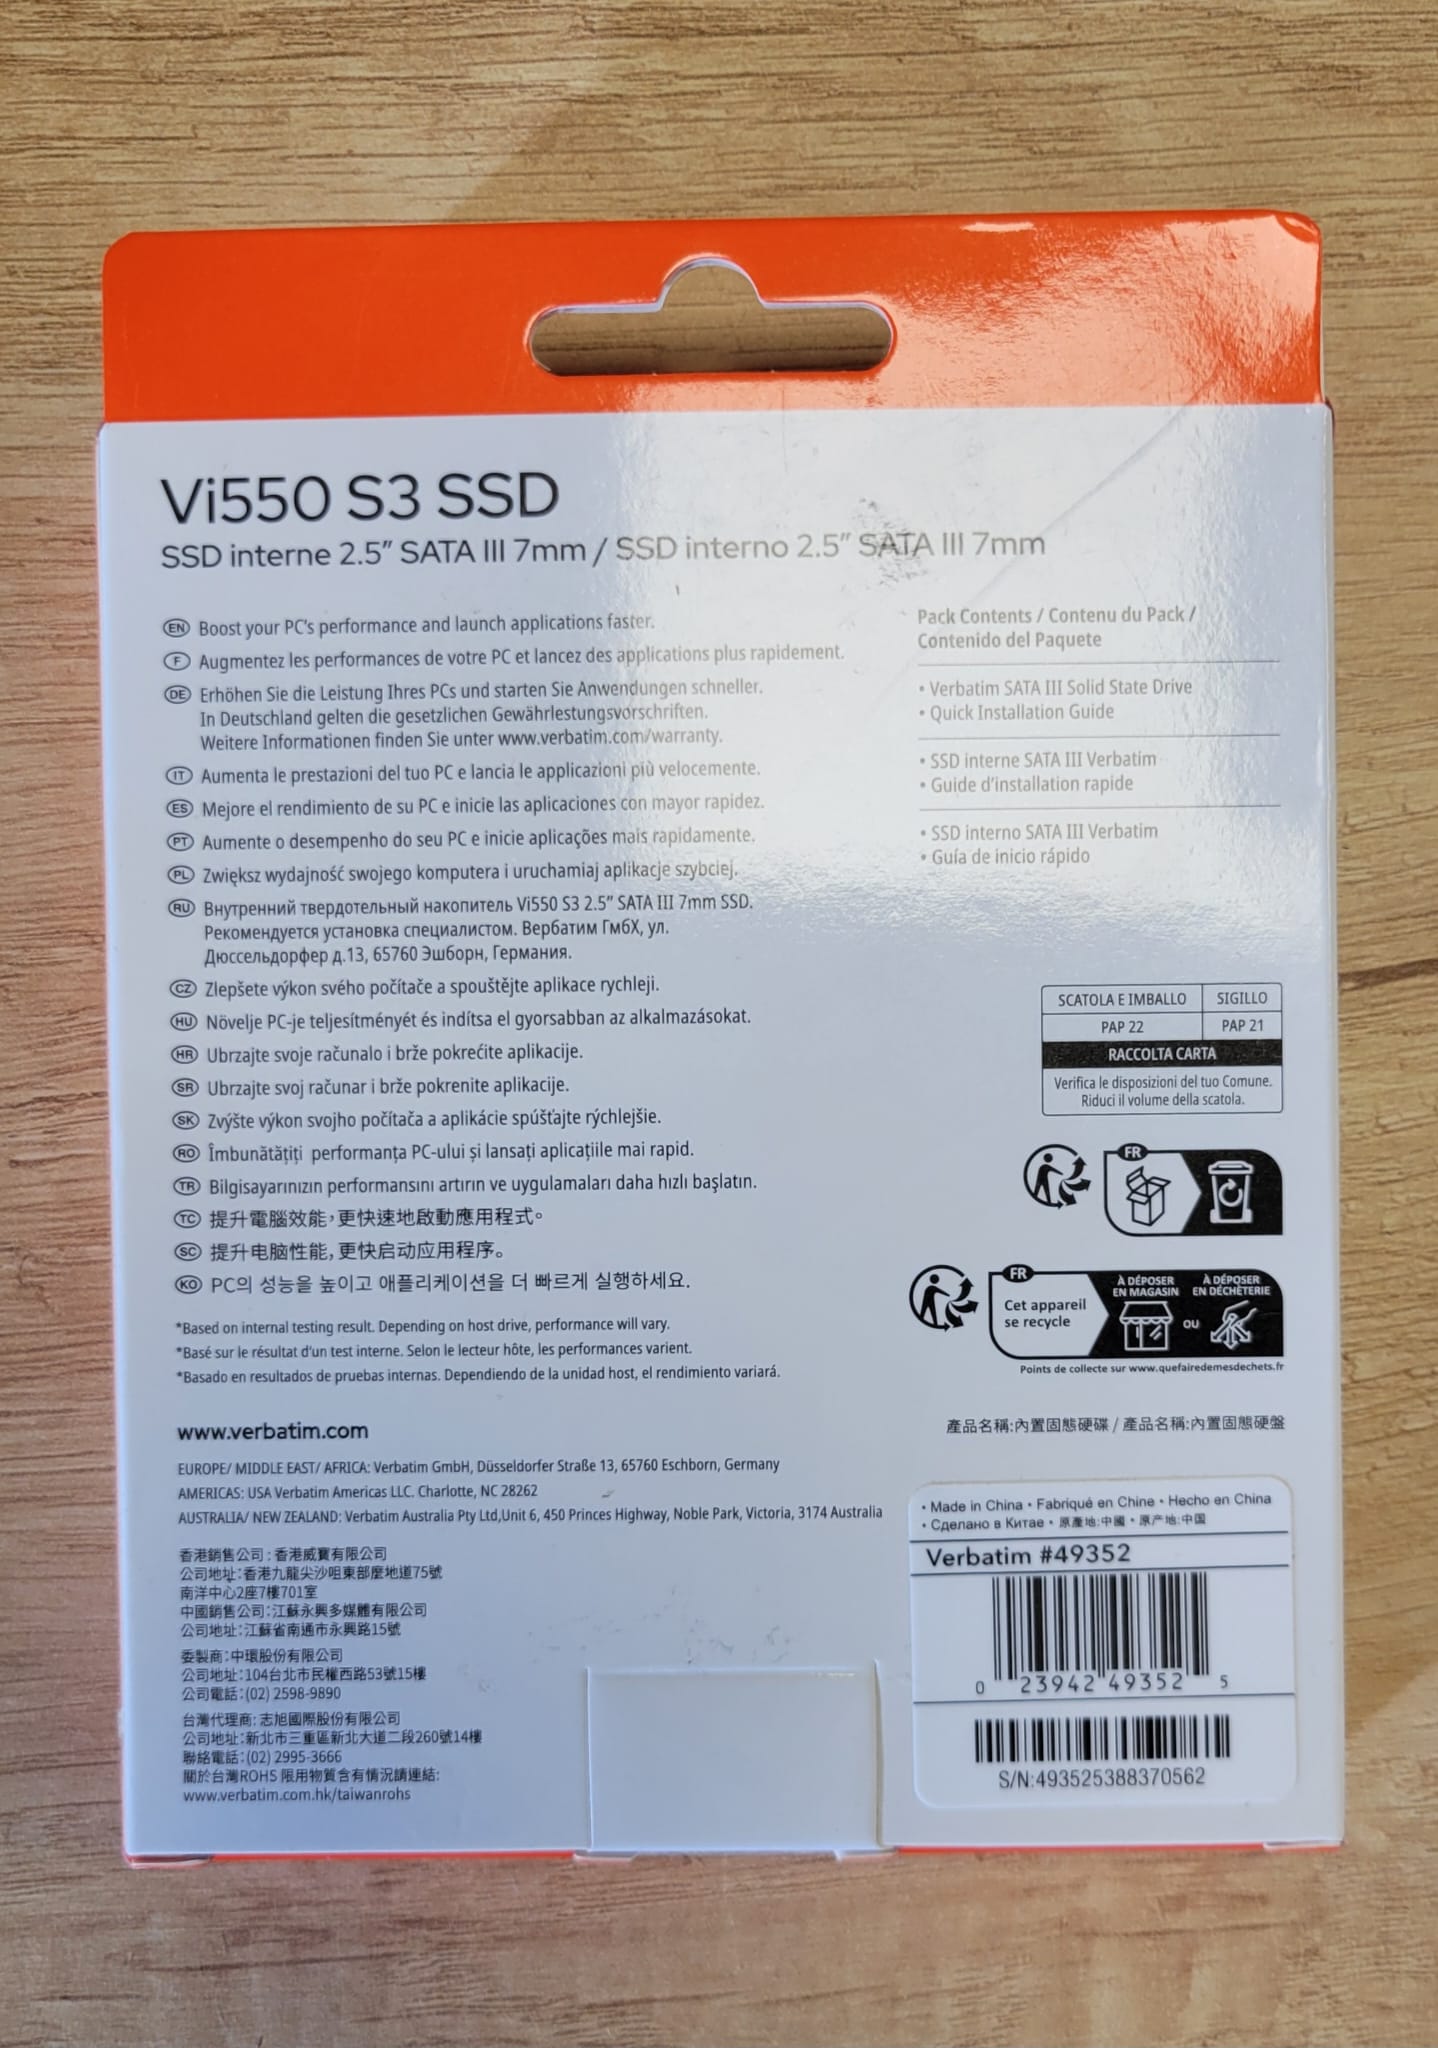 Vi550 S3 SSD
SSD interne 2.5" SATA III 7mm / SSD interno 2.5" SATA III 7mm
EN Boost your PC's performance and launch applications faster.
F Augmentez les performances de votre PC et lancez des applications plus rapidement.
DE Erhöhen Sie die Leistung Ihres PCs und starten Sie Anwendungen schneller.
In Deutschland gelten die gesetzlichen Gewährlestungsvorschriften.
Weitere Informationen finden Sie unter www.verbatim.com/warranty.
IT Aumenta le prestazioni del tuo PC e lancia le applicazioni più velocemente.
ES Mejore el rendimiento de su PC e inicie las aplicaciones con mayor rapidez.
PT Aumente o desempenho do seu PC e inicie aplicações mais rapidamente.
PL Zwiększ wydajność swojego komputera i uruchamiaj aplikacje szybciej.
RU Внутренний твердотельный накопитель Vi550 S3 2.5" SATA III 7mm SSD.
Рекомендуется установка специалистом. Вербатим ГмбХ, ул.
Дюссельдорфер д.13, 65760 Эшборн, Германия.
CZ Zlepšete výkon svého počítače a spouštějte aplikace rychleji.
HU Növelje PC-je teljesítményét és indítsa el gyorsabban az alkalmazásokat.
HR Ubrzajte svoje računalo i brže pokrećite aplikacije.
SR Ubrzajte svoj računar i brže pokrenite aplikacije.
SK Zvýšte výkon svojho počítača a aplikácie spúšťajte rýchlejšie.
RO Îmbunătățiți performanța PC-ului și lansați aplicațiile mai rapid.
TR Bilgisayarınızın performansını artırın ve uygulamaları daha hızlı başlatın.
TC 提升電腦效能，更快速地啟動應用程式。
SC 提升电脑性能，更快启动应用程序。
KO PC의 성능을 높이고 애플리케이션을 더 빠르게 실행하세요.
*Based on internal testing result. Depending on host drive, performance will vary.
*Basé sur le résultat d'un test interne. Selon le lecteur hôte, les performances varient.
*Basado en resultados de pruebas internas. Dependiendo de la unidad host, el rendimiento variará.
www.verbatim.com
EUROPE/ MIDDLE EAST/ AFRICA: Verbatim GmbH, Düsseldorfer Straße 13, 65760 Eschborn, Germany
AMERICAS: USA Verbatim Americas LLC. Charlotte, NC 28262
AUSTRALIA/ NEW ZEALAND: Verbatim Australia Pty Ltd,Unit 6, 450 Princes Highway, Noble Park, Victoria, 3174 Australia
香港銷售公司：香港威寶有限公司
公司地址：香港九龍尖沙咀東部麼地道75號
南洋中心2座7樓701室
中國銷售公司：江蘇永興多媒體有限公司
公司地址：江蘇省南通市永興路15號
委製商：中環股份有限公司
公司地址：104台北市民權西路53號15樓
公司電話：(02) 2598-9890
台灣代理商：志旭國際股份有限公司
公司地址：新北市三重區新北大道二段260號14樓
聯絡電話：(02) 2995-3666
關於台灣ROHS 限用物質含有情況請連結:
www.verbatim.com.hk/taiwanrohs
Pack Contents / Contenu du Pack /
Contenido del Paquete
• Verbatim SATA III Solid State Drive
• Quick Installation Guide
• SSD interne SATA III Verbatim
• Guide d'installation rapide
• SSD interno SATA III Verbatim
• Guía de inicio rápido
SCATOLA E IMBALLO SIGILLO
PAP 22 PAP 21
RACCOLTA CARTA
Verifica le disposizioni del tuo Comune.
Riduci il volume della scatola.
FR
FR
Cet appareil
se recycle
À DÉPOSER
EN MAGASIN
OU
À DÉPOSER
EN DÉCHÈTERIE
Points de collecte sur www.quefairedemesdechets.fr
產品名稱:內置固態硬碟 / 產品名稱:內置固態硬盤
• Made in China • Fabriqué en Chine • Hecho en China
• Сделано в Китае • 原產地:中國 • 原产地:中国
Verbatim #49352
0 23942 49352 5
S/N:493525388370562